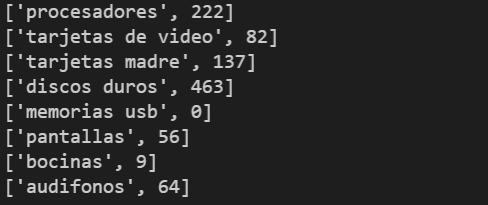 ['procesadores', 222]
['tarjetas de video', 82]
['tarjetas madre', 137]
['discos duros', 463]
['memorias usb', 0]
['pantallas', 56]
['bocinas', 9]
['audifonos', 64]